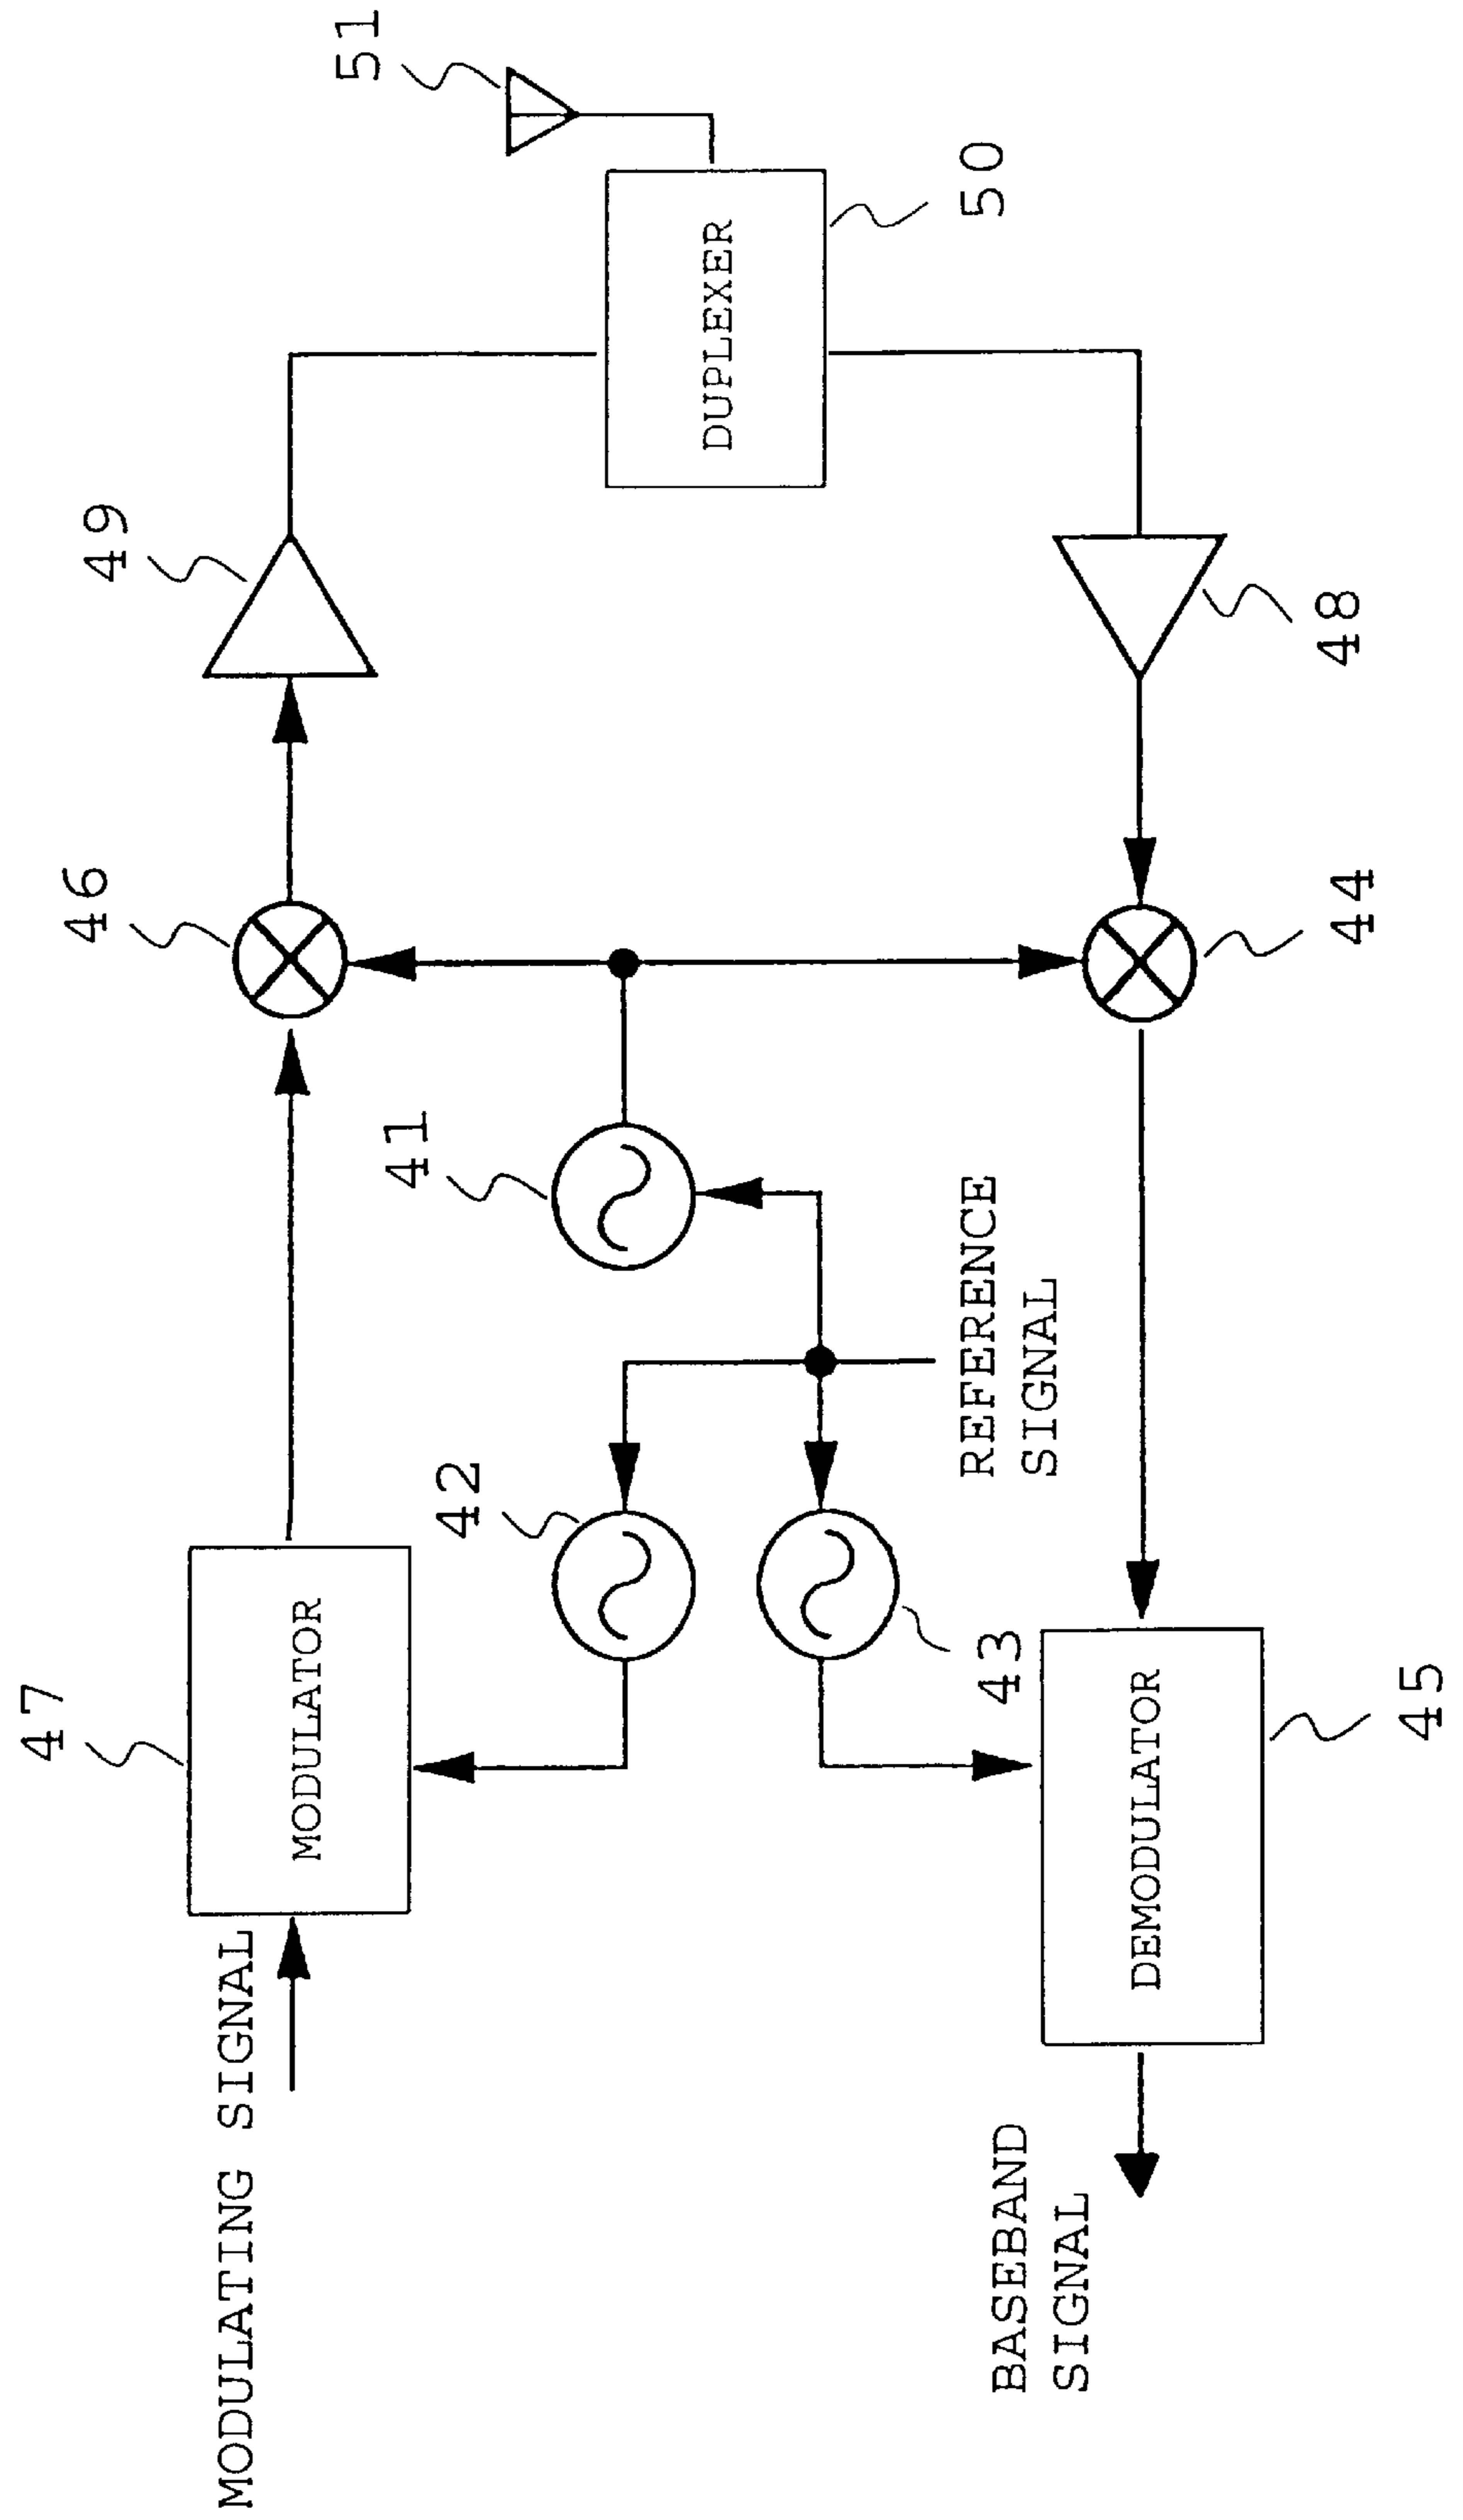 MODULATING SIGNAL
47
MODULATOR
46
49
51
42
41
DUPLEXER
50
43
REFERENCE
SIGNAL
BASEBAND
SIGNAL
DEMODULATOR
45
44
48